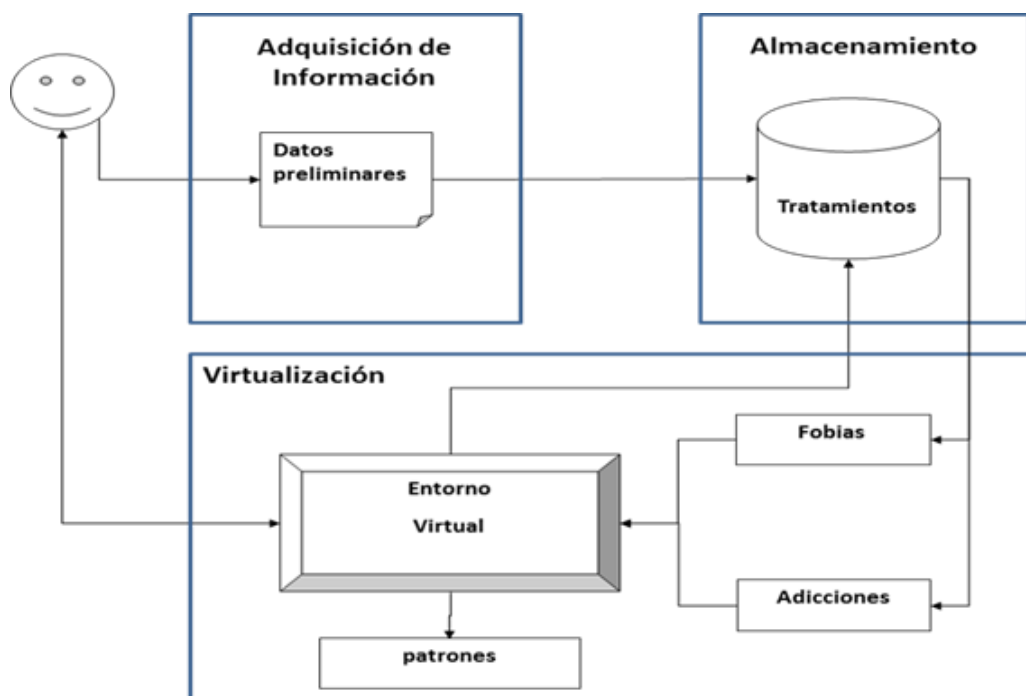 Adquisición de
Información
Almacenamiento
Datos
preliminares
Tratamientos
Virtualización
Fobias
Entorno
Virtual
Adicciones
patrones